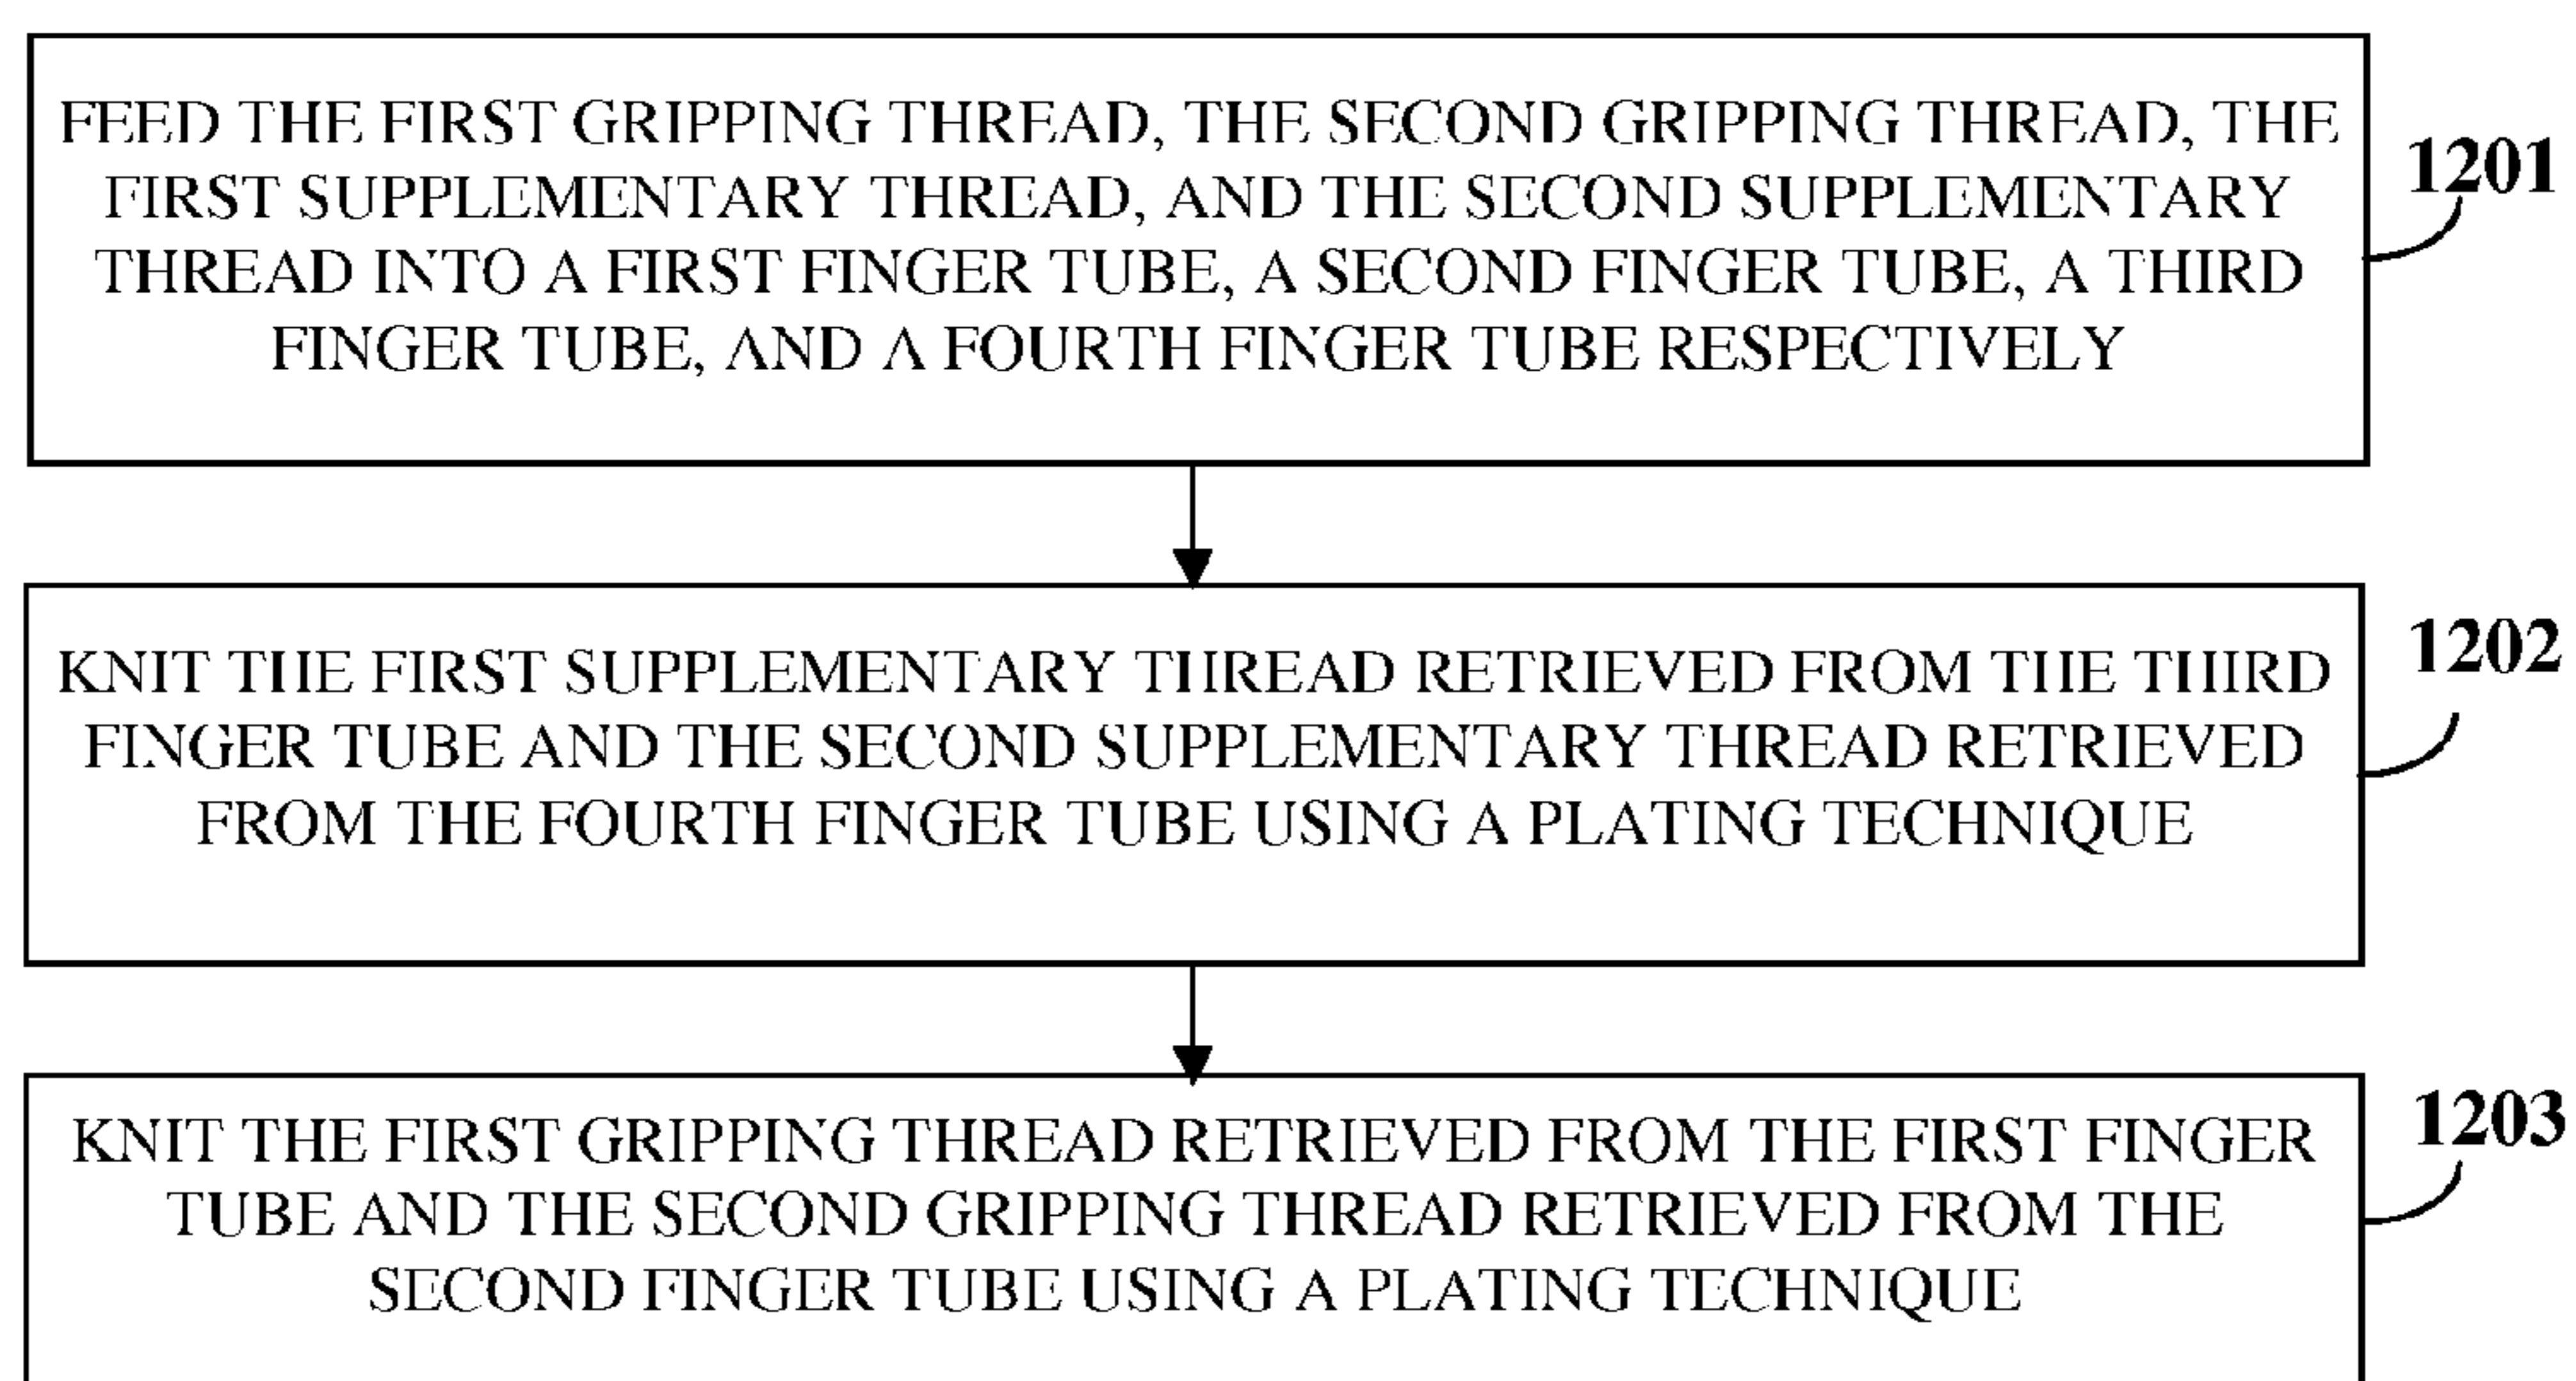 FEED THE FIRST GRIPPING THREAD, THE SECOND GRIPPING THREAD, THE
FIRST SUPPLEMENTARY THREAD, AND THE SECOND SUPPLEMENTARY
THREAD INTO A FIRST FINGER TUBE, A SECOND FINGER TUBE, A THIRD
FINGER TUBE, AND A FOURTH FINGER TUBE RESPECTIVELY
1201
KNIT THE FIRST SUPPLEMENTARY THREAD RETRIEVED FROM THE THIRD
FINGER TUBE AND THE SECOND SUPPLEMENTARY THREAD RETRIEVED
FROM THE FOURTH FINGER TUBE USING A PLATING TECHNIQUE
1202
KNIT THE FIRST GRIPPING THREAD RETRIEVED FROM THE FIRST FINGER
TUBE AND THE SECOND GRIPPING THREAD RETRIEVED FROM THE
SECOND FINGER TUBE USING A PLATING TECHNIQUE
1203